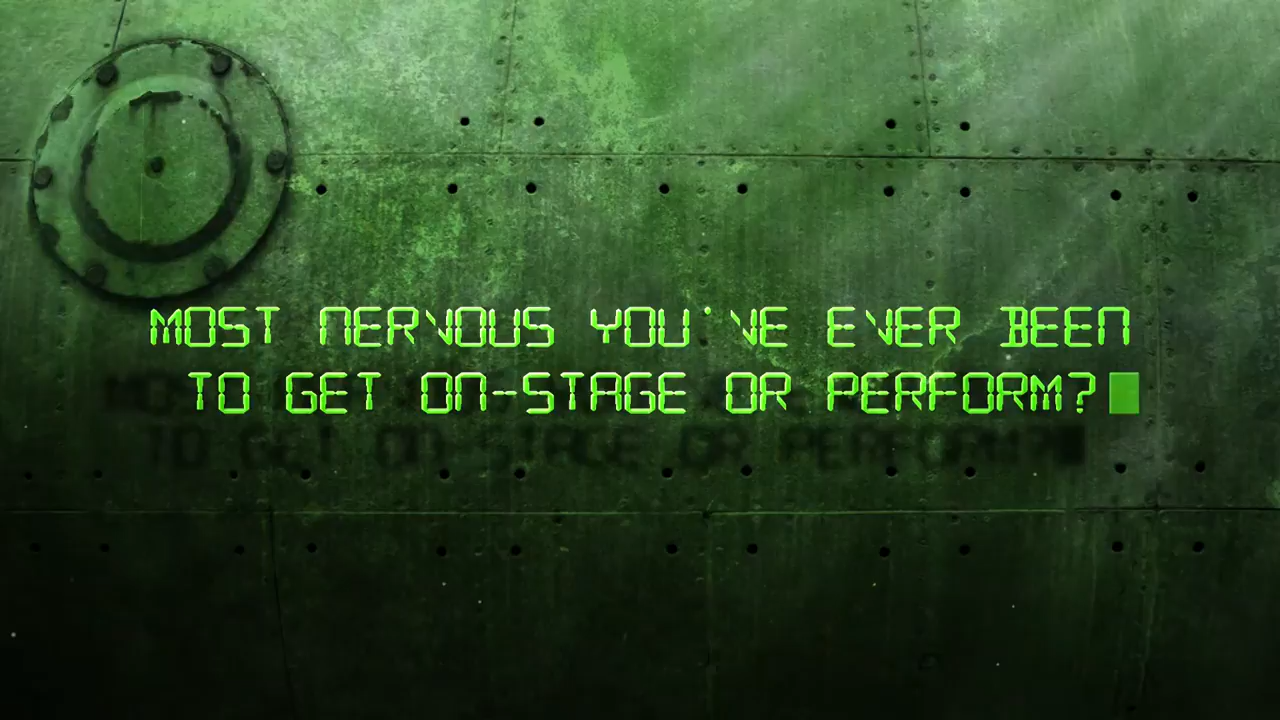 MOST NERVOUS YOU'VE EVER BEEN
TO GET ON-STAGE OR PERFORM?